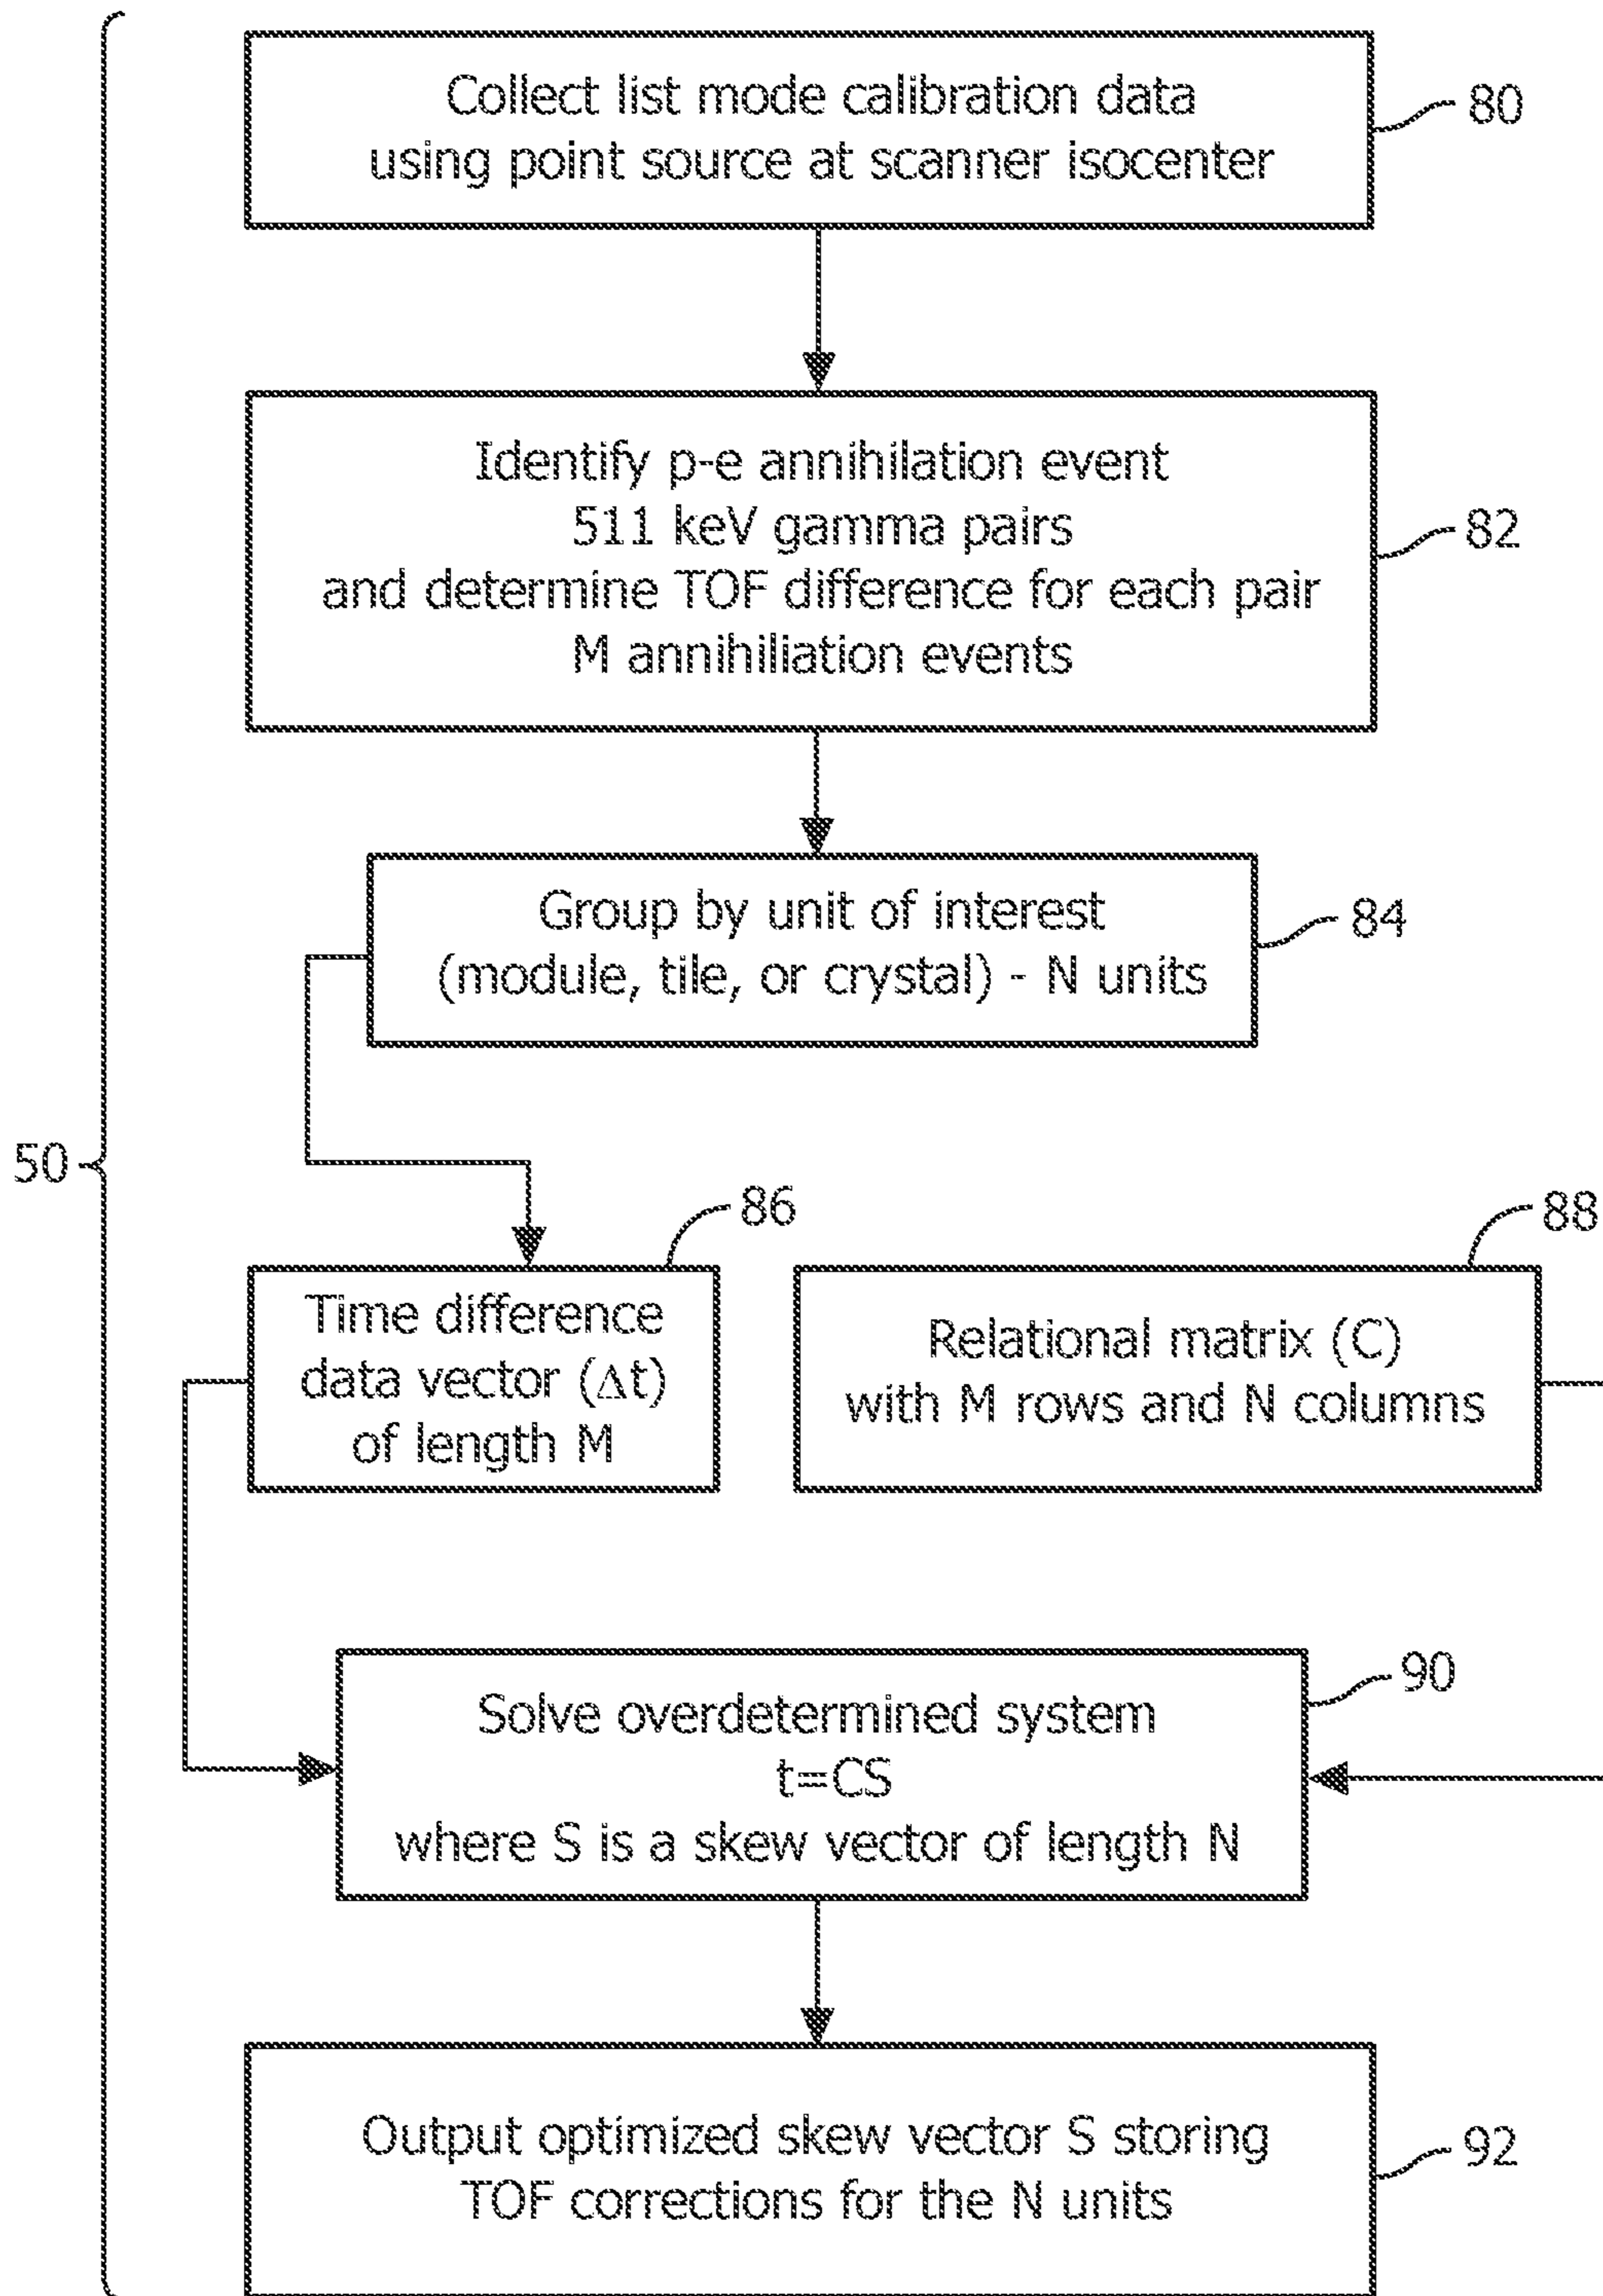 Collect list mode calibration data
using point source at scanner isocenter
80
Identify p-e annihilation event
511 keV gamma pairs
and determine TOF difference for each pair
M annihiliation events
82
Group by unit of interest
(module, tile, or crystal) - N units
84
50
86
Time difference
data vector (Δt)
of length M
88
Relational matrix (C)
with M rows and N columns
90
Solve overdetermined system
t=CS
where S is a skew vector of length N
Output optimized skew vector S storing
TOF corrections for the N units
92